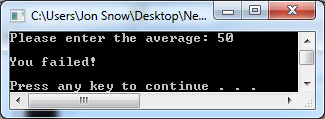 C:\Users\Jon Snow\Desktop\Ne...
Please enter the average: 50
You failed!
Press any key to continue . . .